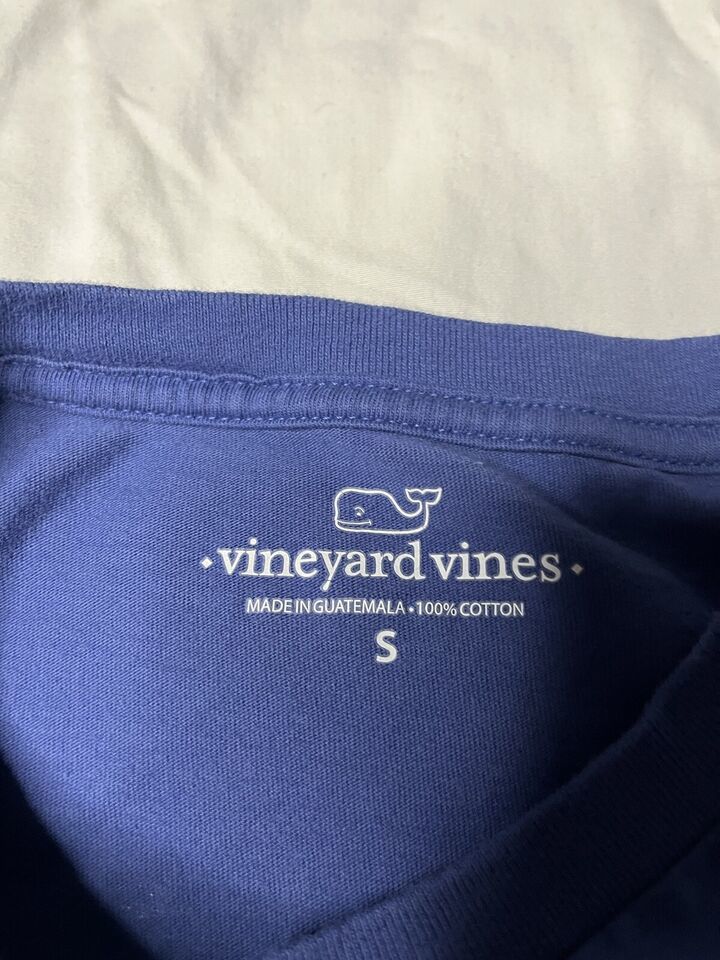 vineyard vines
MADE IN GUATEMALA • 100% COTTON
S